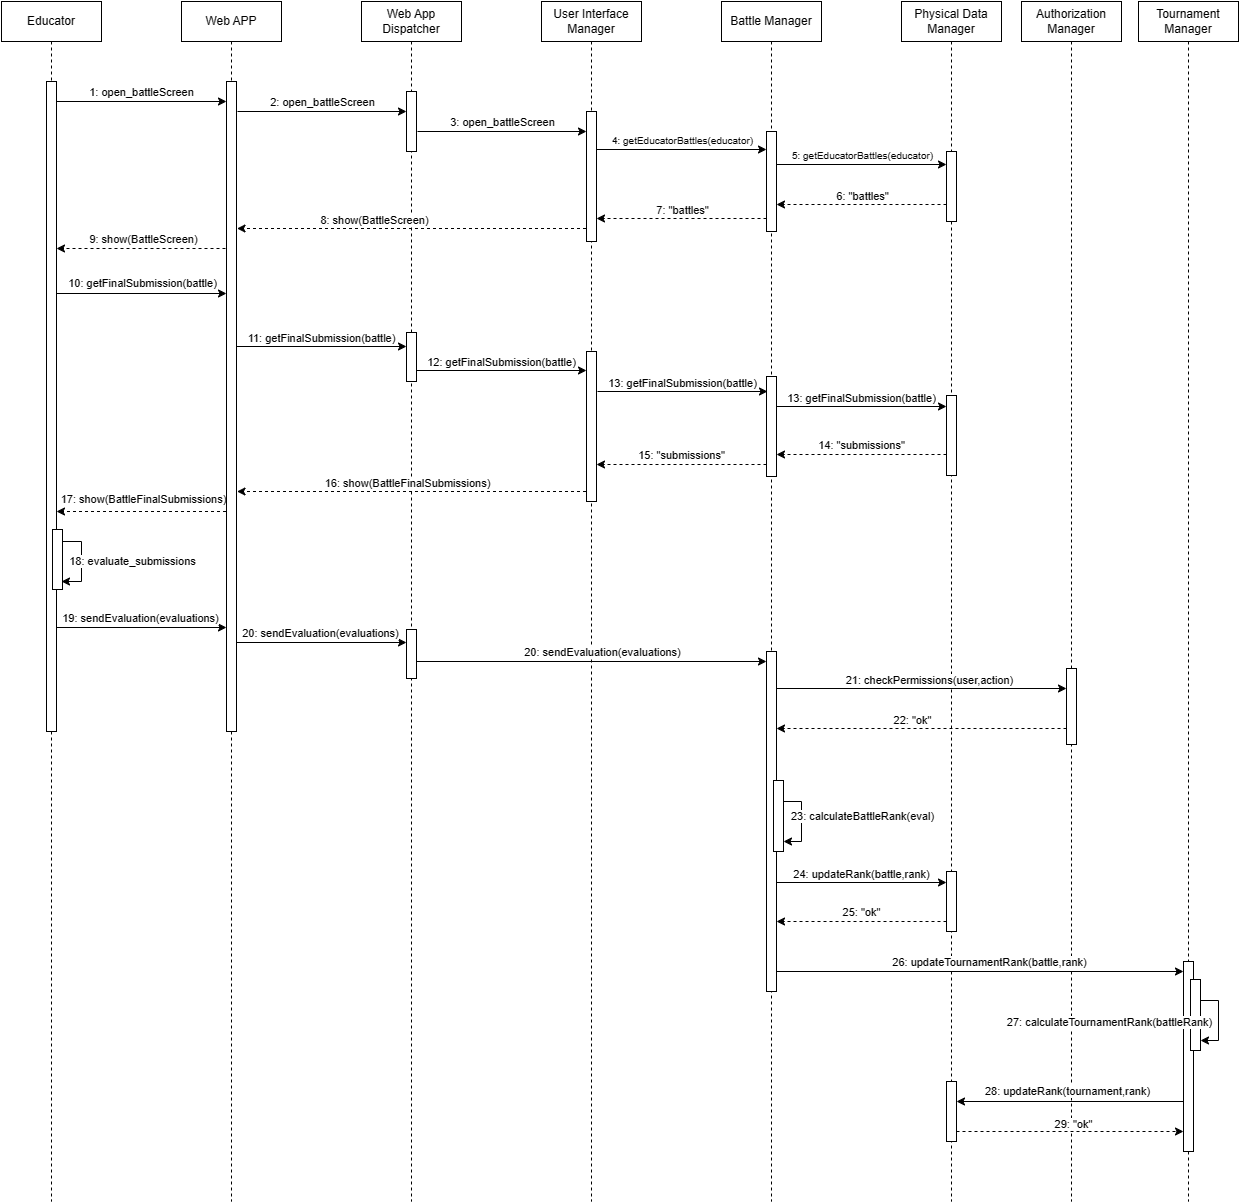 Educator
Web APP
Web App
Dispatcher
User Interface
Manager
Battle Manager
Physical Data
Manager
Authorization
Manager
Tournament
Manager
1: open_battleScreen
2: open_battleScreen
3: open_battleScreen
4: getEducatorBattles(educator)
5: getEducatorBattles(educator)
6: "battles"
7: "battles"
8: show(BattleScreen)
9: show(BattleScreen)
10: getFinalSubmission(battle)
11: getFinalSubmission(battle)
12: getFinalSubmission(battle)
13: getFinalSubmission(battle)
13: getFinalSubmission(battle)
14: "submissions"
15: "submissions"
16: show(BattleFinalSubmissions)
17: show(BattleFinalSubmissions)
18: evaluate_submissions
19: sendEvaluation(evaluations)
20: sendEvaluation(evaluations)
20: sendEvaluation(evaluations)
21: checkPermissions(user,action)
22: "ok"
23: calculateBattleRank(eval)
24: updateRank(battle,rank)
25: "ok"
26: updateTournamentRank(battle,rank)
27: calculateTournamentRank(battleRank)
28: updateRank(tournament,rank)
29: "ok"